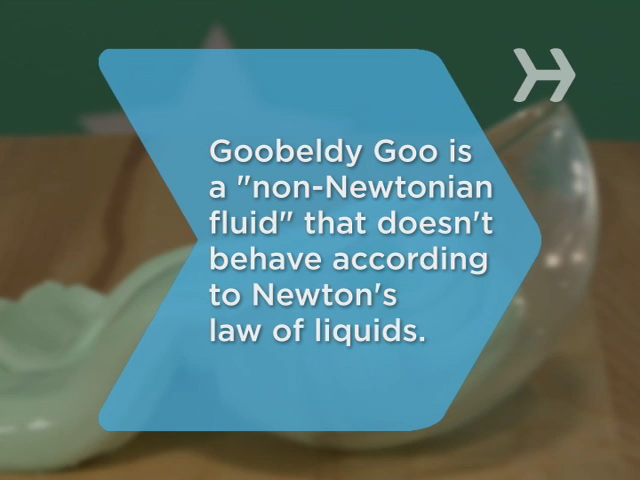 Goobeldy Goo is
a "non-Newtonian
fluid" that doesn't
behave according
to Newton's
law of liquids.